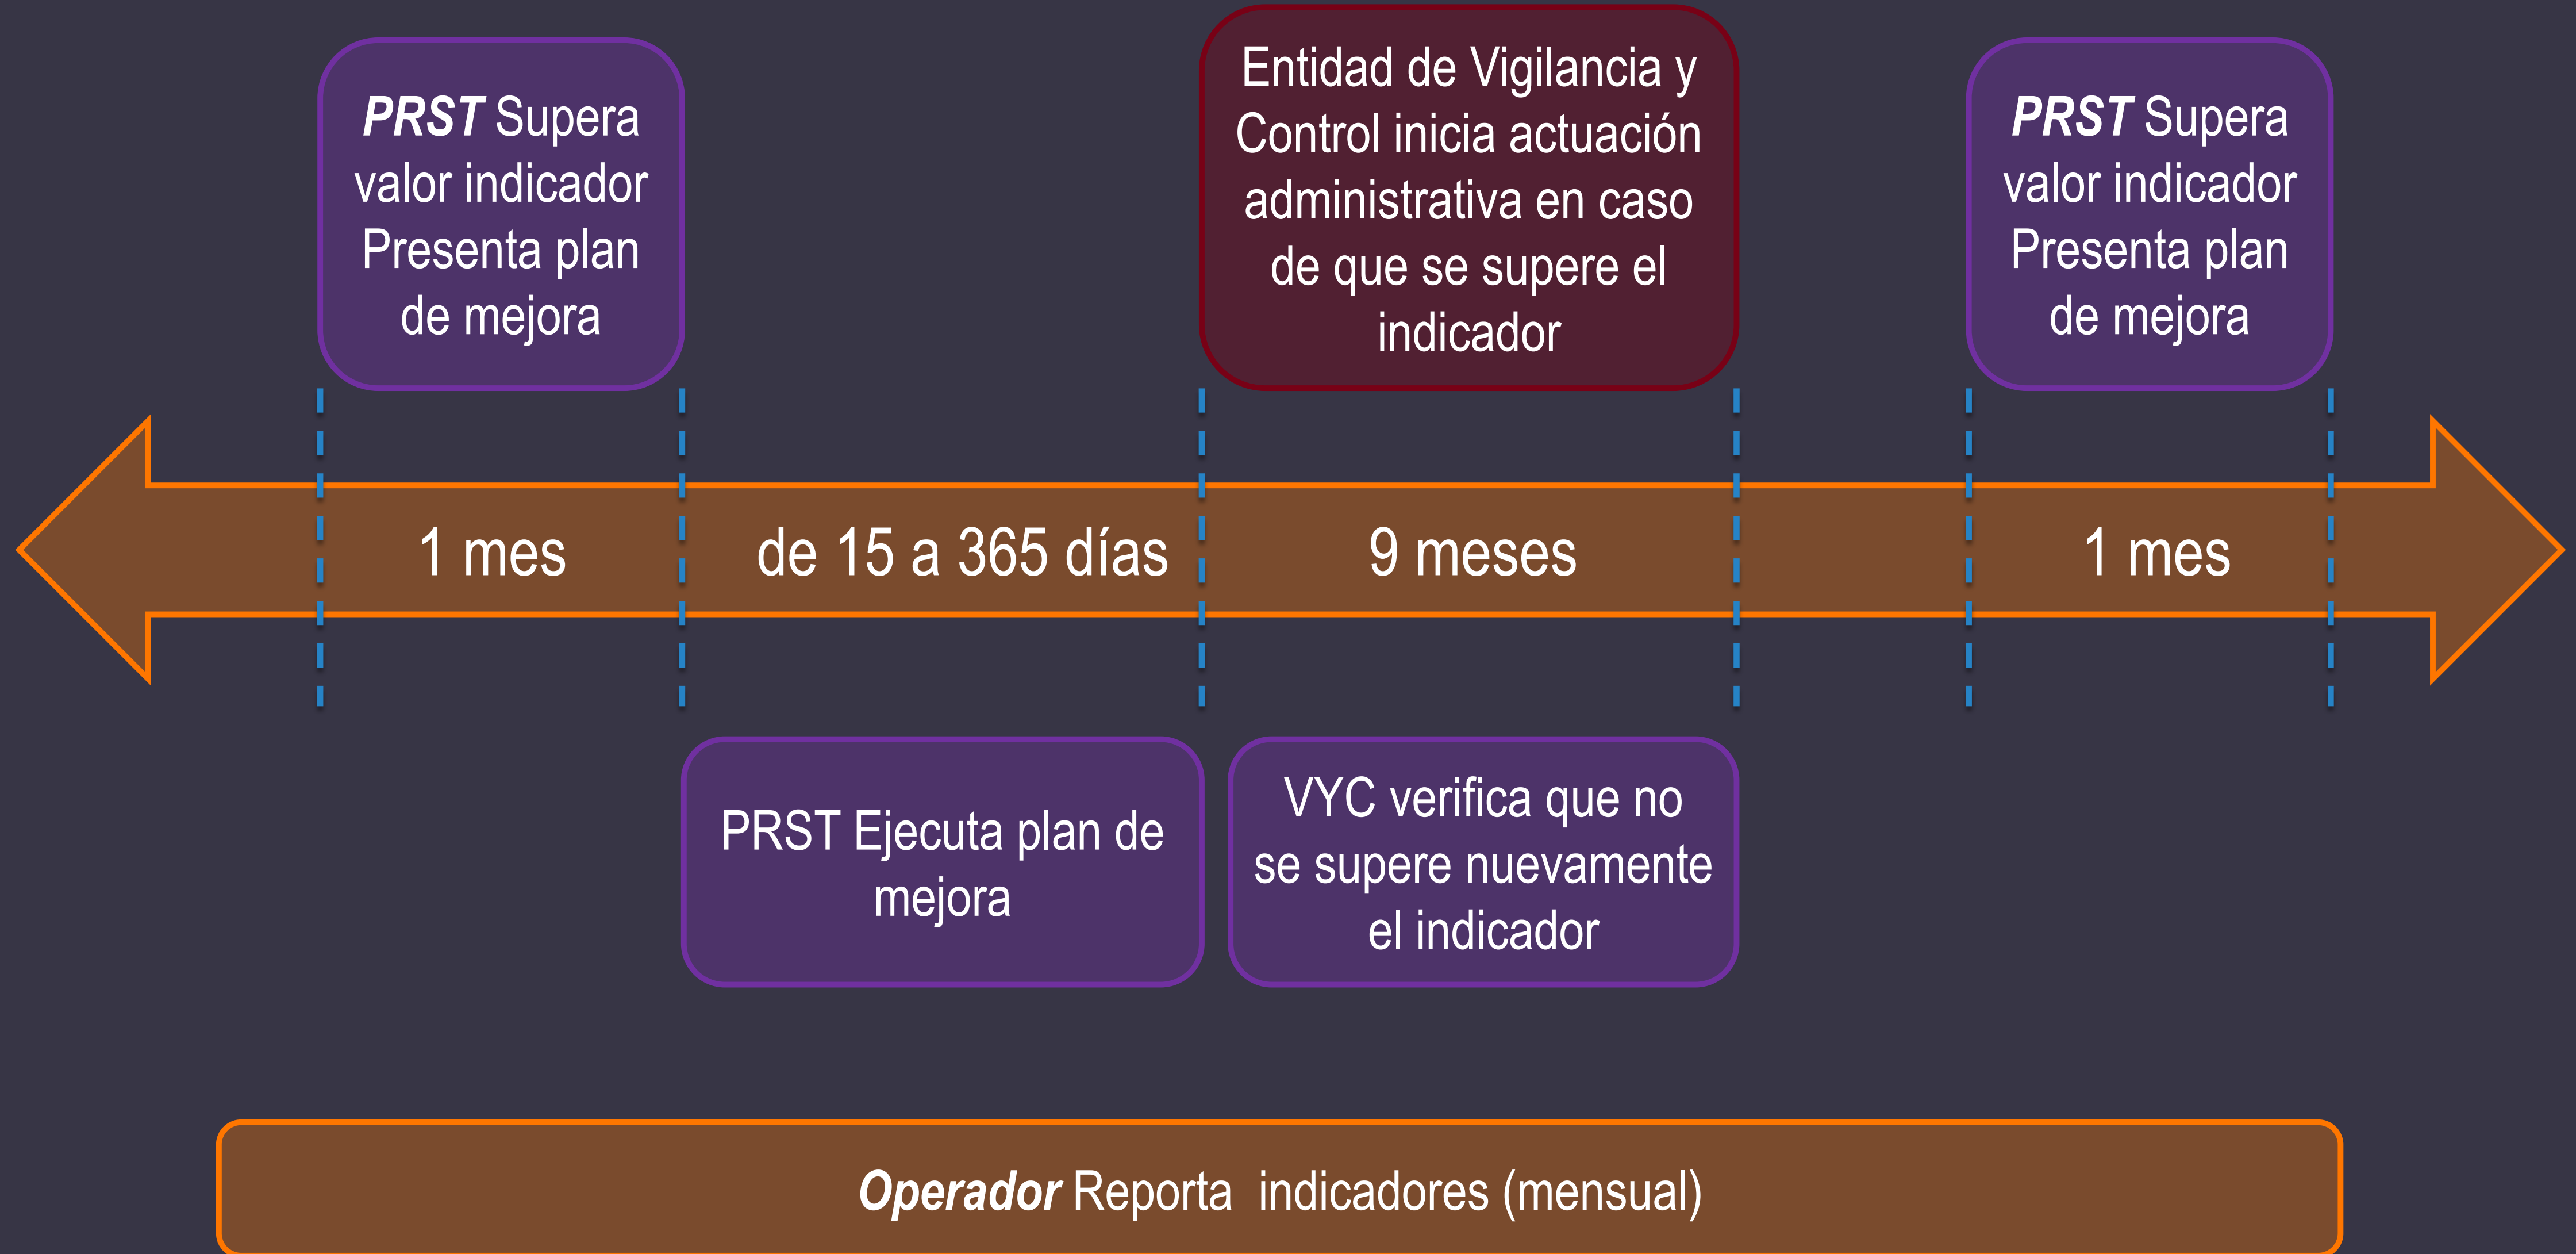 PRST Supera
valor indicador
Presenta plan
de mejora
Entidad de Vigilancia y
Control inicia actuación
administrativa en caso
de que se supere el
indicador
PRST Supera
valor indicador
Presenta plan
de mejora
1 mes
de 15 a 365 días
9 meses
1 mes
PRST Ejecuta plan de
mejora
VYC verifica que no
se supere nuevamente
el indicador
Operador Reporta  indicadores (mensual)